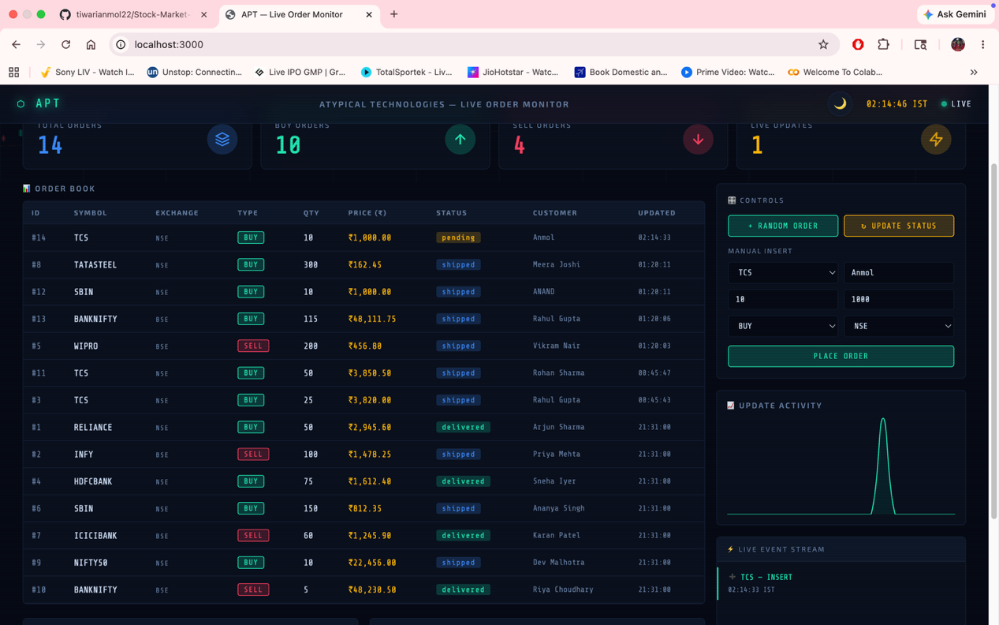 tiwarianmol22/Stock-Market-
APT — Live Order Monitor
Ask Gemini
localhost:3000
Sony LIV - Watch l...
un Unstop: Connectin...
Live IPO GMP | Gr...
TotalSportek - Liv...
JioHotstar - Watc...
Book Domestic an...
Prime Video: Watc...
Welcome To Colab...
APT
ATYPICAL TECHNOLOGIES — LIVE ORDER MONITOR
02:14:46 IST
LIVE
TOTAL ORDERS
14
BUY ORDERS
10
SELL ORDERS
4
LIVE UPDATES
1
ORDER BOOK
ID SYMBOL EXCHANGE TYPE QTY PRICE (₹) STATUS CUSTOMER UPDATED
#14 TCS NSE BUY 10 ₹1,000.00 pending Anmol 02:14:33
#8 TATASTEEL NSE BUY 300 ₹162.45 shipped Meera Joshi 01:20:11
#12 SBIN NSE BUY 10 ₹1,000.00 shipped ANAND 01:20:11
#13 BANKNIFTY BSE BUY 115 ₹48,111.75 shipped Rahul Gupta 01:20:06
#5 WIPRO BSE SELL 200 ₹456.80 shipped Vikram Nair 01:20:03
#11 TCS NSE BUY 50 ₹3,850.50 shipped Rohan Sharma 00:45:47
#3 TCS NSE BUY 25 ₹3,820.00 shipped Rahul Gupta 00:45:43
#1 RELIANCE NSE BUY 50 ₹2,945.60 delivered Arjun Sharma 21:31:00
#2 INFY BSE SELL 100 ₹1,478.25 shipped Priya Mehta 21:31:00
#4 HDFCBANK NSE BUY 75 ₹1,612.40 delivered Sneha Iyer 21:31:00
#6 SBIN NSE BUY 150 ₹812.35 shipped Ananya Singh 21:31:00
#7 ICICIBANK BSE SELL 60 ₹1,245.90 delivered Karan Patel 21:31:00
#9 NIFTY50 NSE BUY 10 ₹22,456.00 shipped Dev Malhotra 21:31:00
#10 BANKNIFTY BSE SELL 5 ₹48,230.50 delivered Riya Choudhary 21:31:00
CONTROLS
+ RANDOM ORDER
↻ UPDATE STATUS
MANUAL INSERT
TCS
Anmol
10
1000
BUY
NSE
PLACE ORDER
UPDATE ACTIVITY
LIVE EVENT STREAM
TCS — INSERT
02:14:33 IST